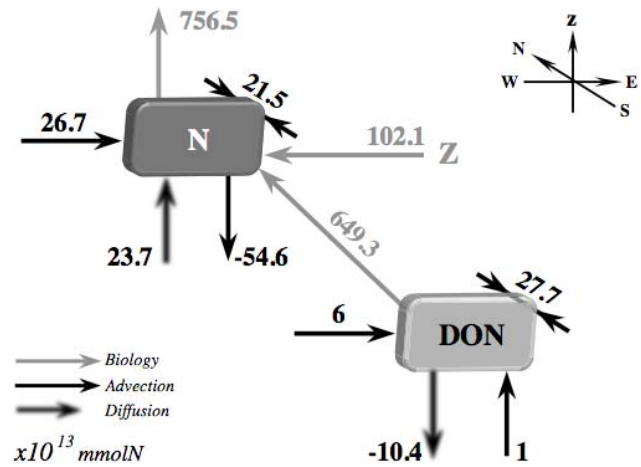 756.5
z
N
W
E
S
21.5
26.7
N
102.1
Z
649.3
23.7
-54.6
27.7
6
DON
Biology
Advection
Diffusion
-10.4
1
x10 13 mmolN